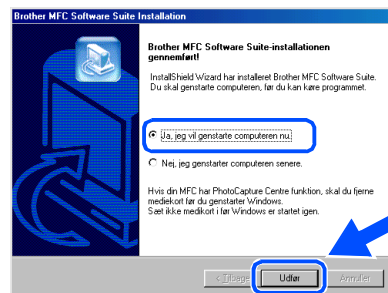 Brother MFC Software Suite Installation
Brother MFC Software Suite-installationen
gennemført!
InstallShield Wizard har installeret Brother MFC Software Suite.
Du skal genstarte computeren, før du kan køre programmet.
Ja, jeg vil genstarte computeren nu.
Nej, jeg genstarter computeren senere.
Hvis din MFC har PhotoCapture Centre funktion, skal du fjerne
mediekort før du genstarter Windows.
Sæt ikke medikort i før Windows er startet igen.
< Tilbage Udfør Annuller